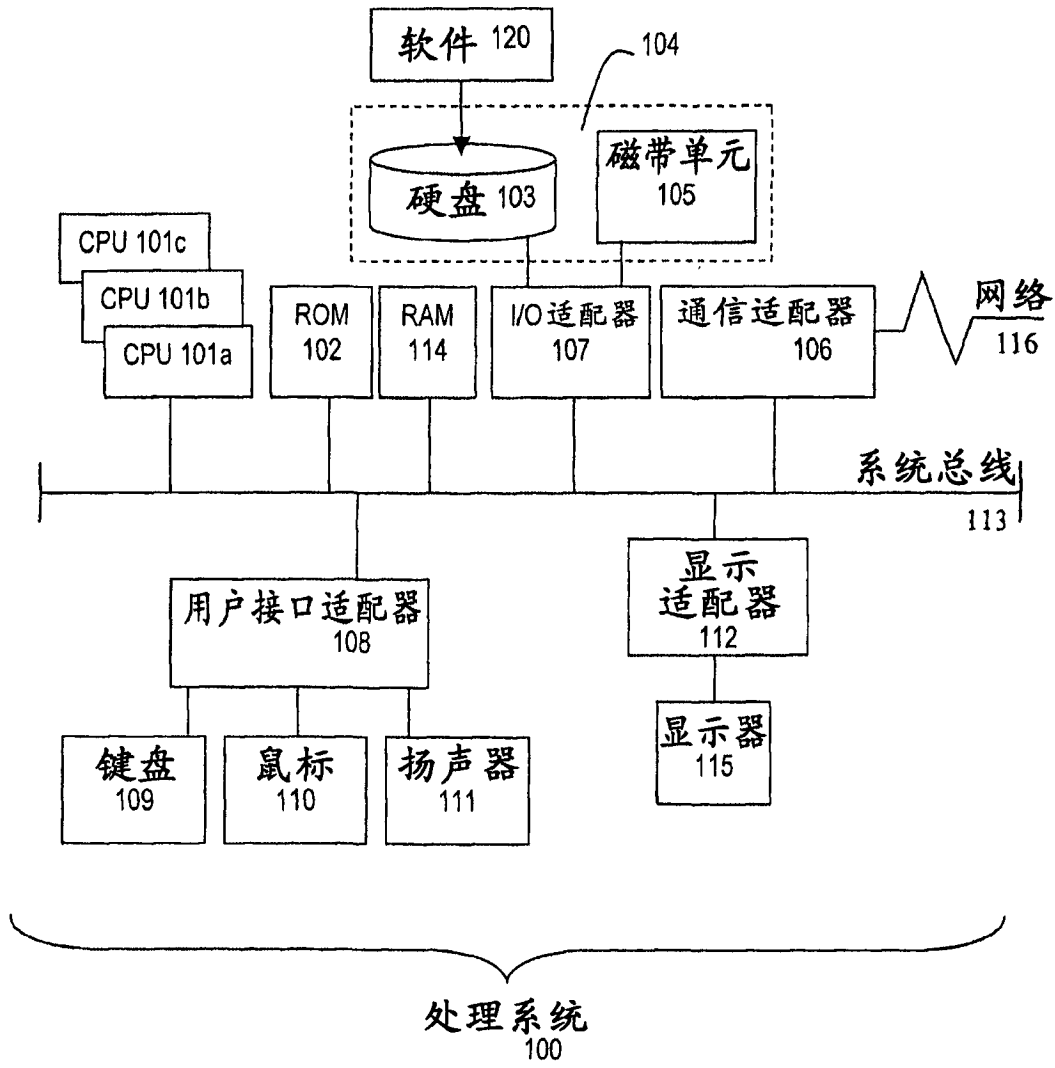 软件 120
104
硬盘 103
磁带单元
105
CPU 101c
CPU 101b
CPU 101a
ROM
102
RAM
114
I/O 适配器
107
通信适配器
106
网络
116
系统总线
113
用户接口适配器
108
显示
适配器
112
键盘
109
鼠标
110
扬声器
111
显示器
115
处理系统
100